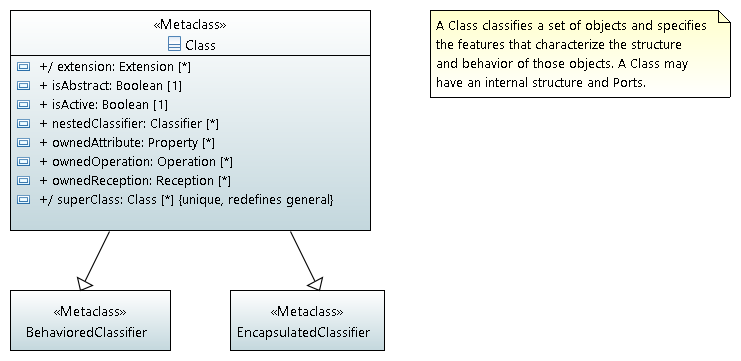 «Metaclass»
Class
+/ extension: Extension [*]
+ isAbstract: Boolean [1]
+ isActive: Boolean [1]
+ nestedClassifier: Classifier [*]
+ ownedAttribute: Property [*]
+ ownedOperation: Operation [*]
+ ownedReception: Reception [*]
+/ superClass: Class [*] {unique, redefines general}
A Class classifies a set of objects and specifies
the features that characterize the structure
and behavior of those objects. A Class may
have an internal structure and Ports.
«Metaclass»
BehavioredClassifier
«Metaclass»
EncapsulatedClassifier